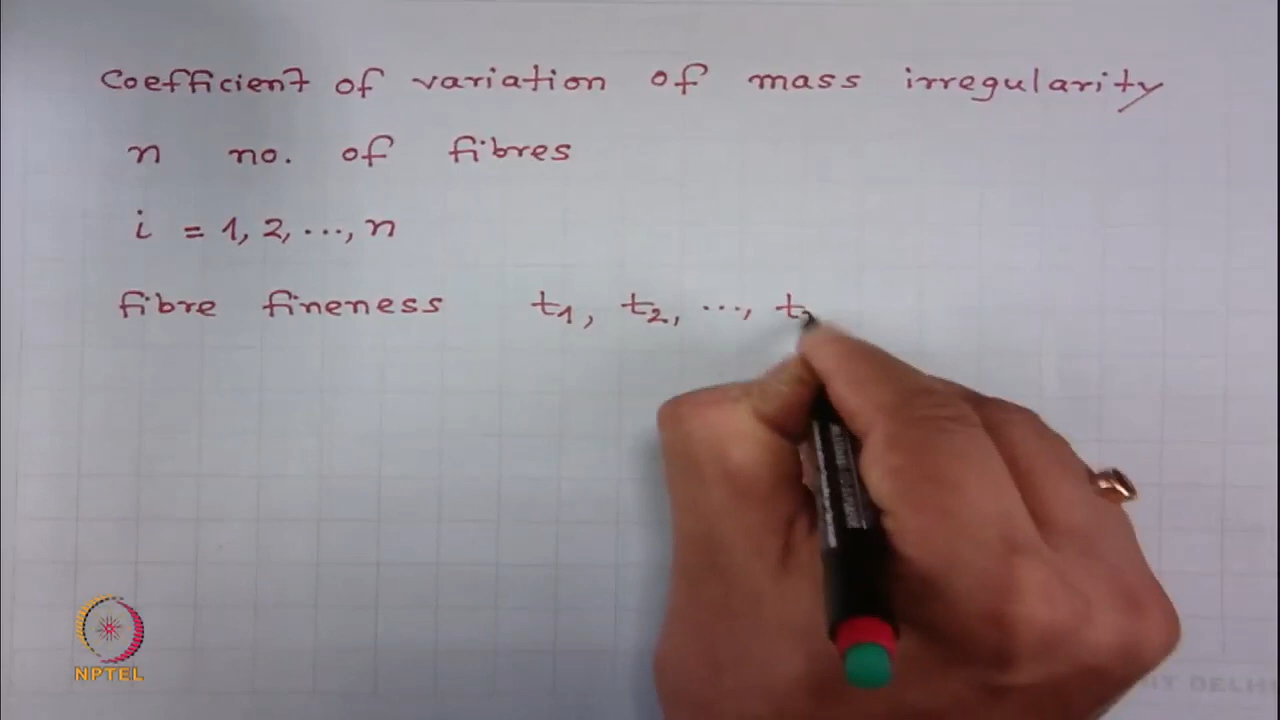 Coefficient of variation of mass irregularity
n no. of fibres
i = 1, 2, ..., n
fibre fineness t1, t2, ..., t
NPTEL